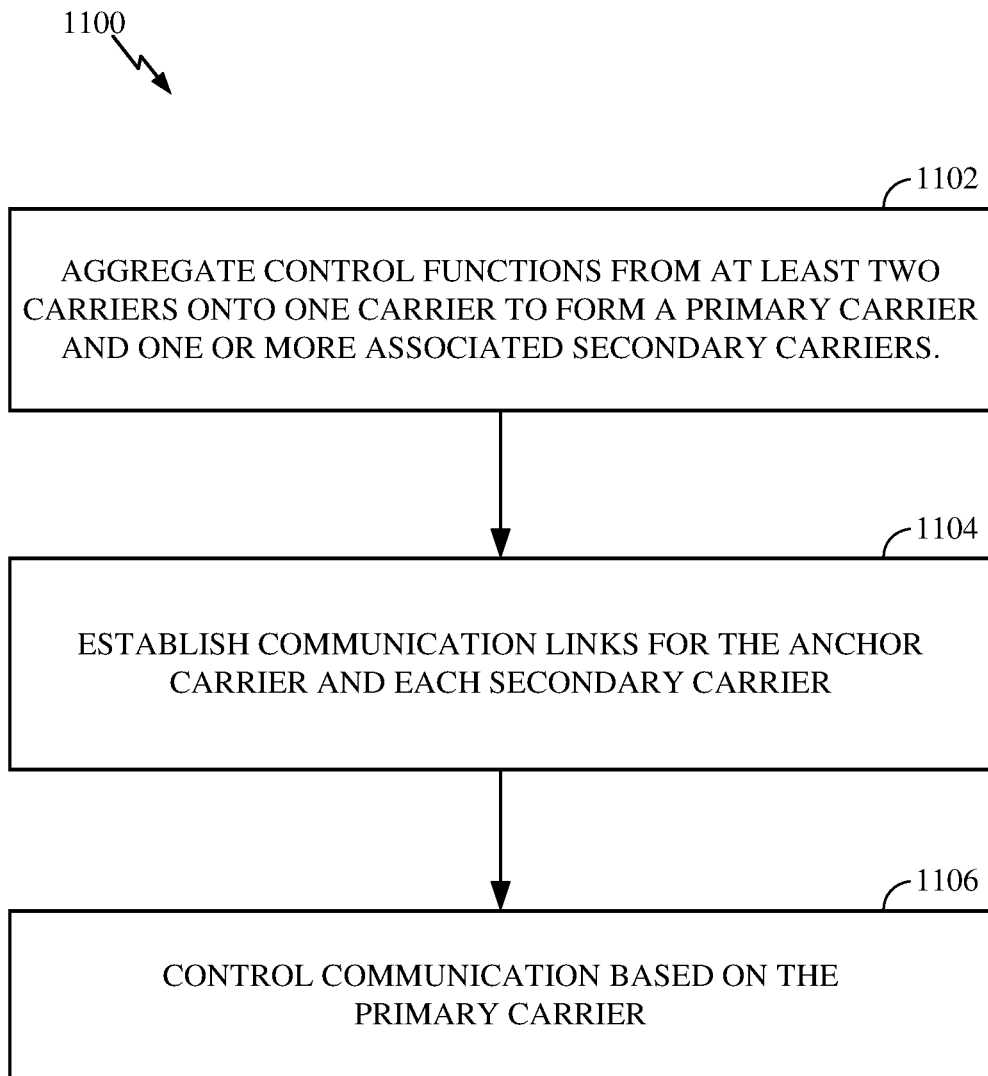 1100
1102
AGGREGATE CONTROL FUNCTIONS FROM AT LEAST TWO
CARRIERS ONTO ONE CARRIER TO FORM A PRIMARY CARRIER
AND ONE OR MORE ASSOCIATED SECONDARY CARRIERS.
1104
ESTABLISH COMMUNICATION LINKS FOR THE ANCHOR
CARRIER AND EACH SECONDARY CARRIER
1106
CONTROL COMMUNICATION BASED ON THE
PRIMARY CARRIER